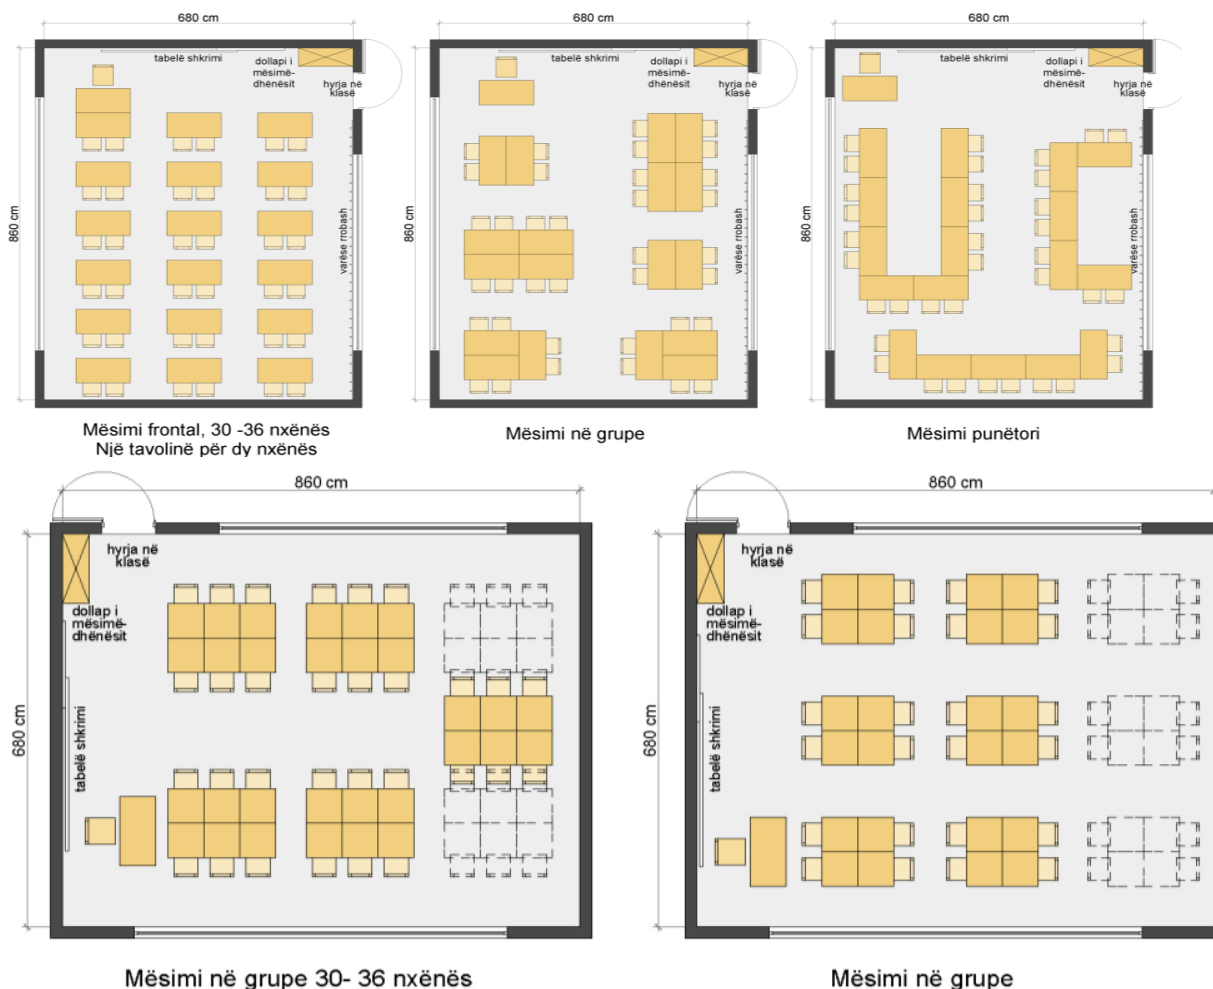 680 cm
tabelë shkrimi
dollapi i
mësimë-
dhënësit
hyrja në
klasë
860 cm
varëse rrobash
Mësimi frontal, 30 -36 nxënës
Një tavolinë për dy nxënës
680 cm
tabelë shkrimi
dollapi i
mësimë-
dhënësit
hyrja në
klasë
860 cm
varëse rrobash
Mësimi në grupe
680 cm
tabelë shkrimi
dollapi i
mësimë-
dhënësit
hyrja në
klasë
860 cm
varëse rrobash
Mësimi punëtori
860 cm
hyrja në
klasë
dollap i
mësimë-
dhënësit
680 cm
tabelë shkrimi
Mësimi në grupe 30- 36 nxënës
860 cm
hyrja në
klasë
dollap i
mësimë-
dhënësit
680 cm
tabelë shkrimi
Mësimi në grupe